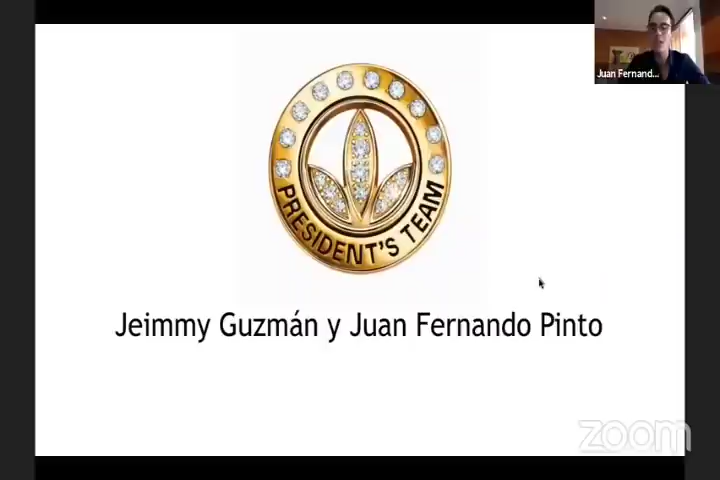 Juan Fernand...
PRESIDENT'S TEAM
Jeimmy Guzmán y Juan Fernando Pinto
zoom